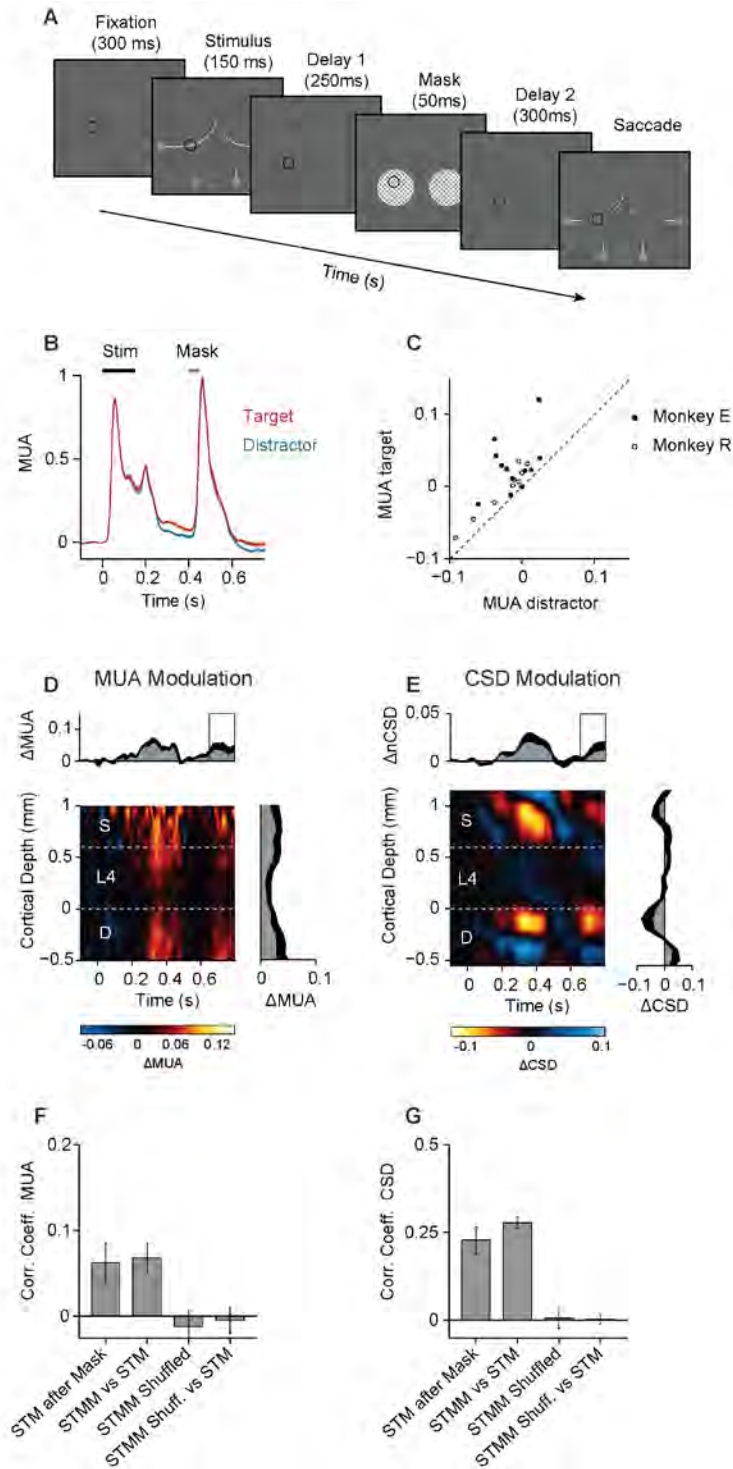 A
Fixation
(300 ms)
Stimulus
(150 ms)
Delay 1
(250ms)
Mask
(50ms)
Delay 2
(300ms)
Saccade
Time (s)
B
Stim
Mask
1
0.5
0
MUA
Target
Distractor
0
0.2
0.4
0.6
Time (s)
C
0.1
0
−0.1
MUA target
−0.1
0
0.1
MUA distractor
Monkey E
Monkey R
D
MUA Modulation
0.1
0
ΔMUA
1
0.5
0
−0.5
Cortical Depth (mm)
S
L4
D
0
0.2
0.4
0.6
Time (s)
0
0.1
ΔMUA
-0.06
0
0.06
0.12
ΔMUA
E
CSD Modulation
0.05
0
ΔnCSD
1
0.5
0
−0.5
Cortical Depth (mm)
S
L4
D
0
0.2
0.4
0.6
Time (s)
−0.1
0
0.1
ΔCSD
-0.1
0
0.1
ΔCSD
F
0.2
0.1
0
Corr. Coeff. MUA
STM after Mask
STMM vs STM
STMM Shuffled
STMM Shuff. vs STM
G
0.5
0.25
0
Corr. Coeff. CSD
STM after Mask
STMM vs STM
STMM Shuffled
STMM Shuff. vs STM